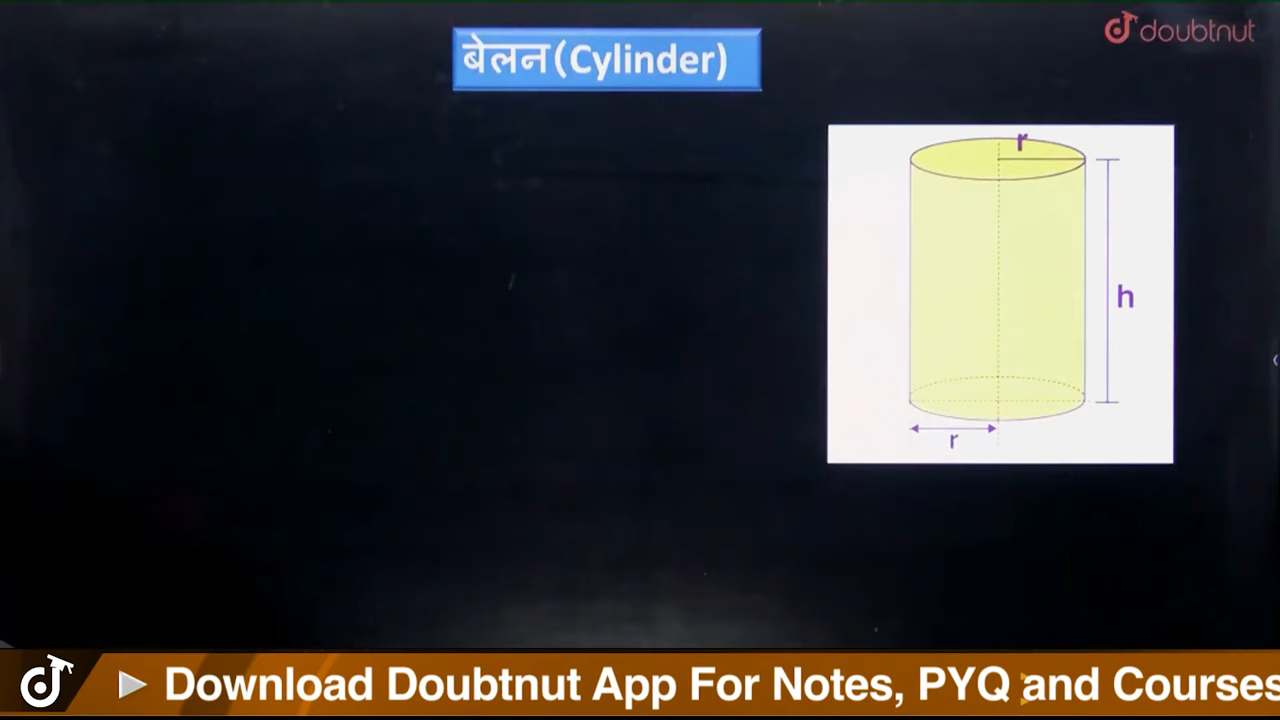 बेलन(Cylinder)
doubtnut
r
h
r
Download Doubtnut App For Notes, PYQ and Courses